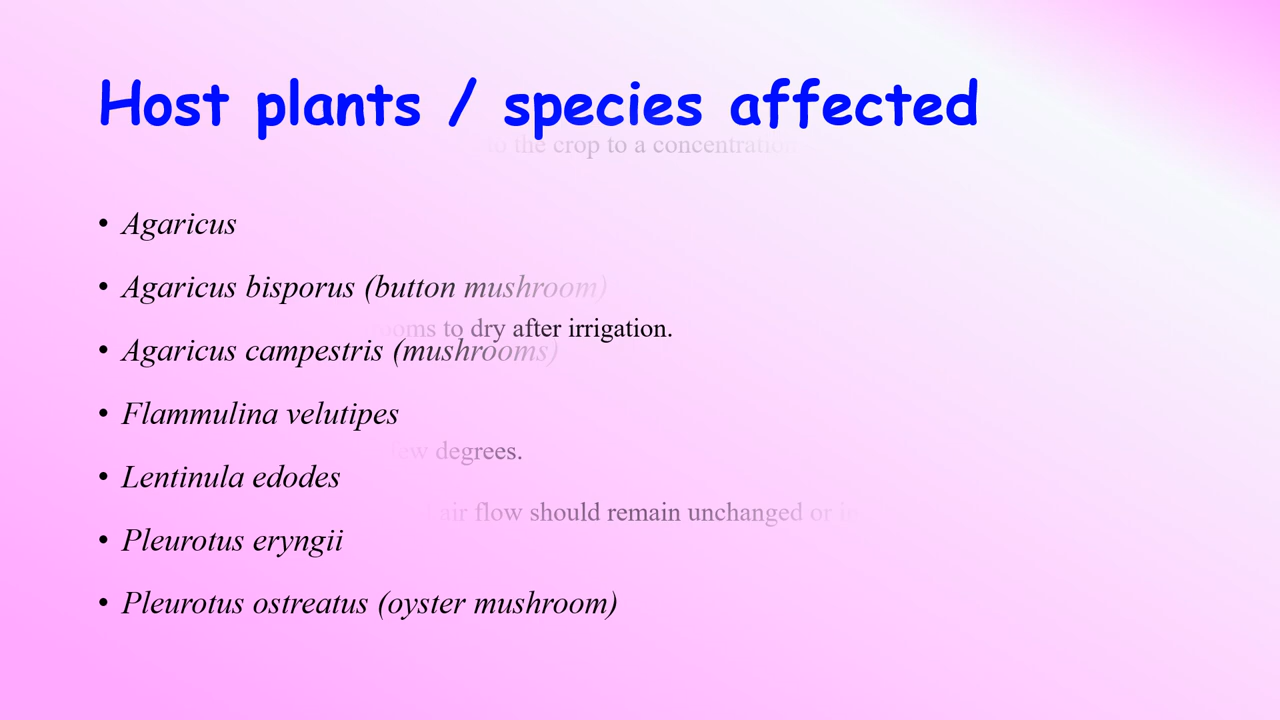 Host plants / species affected
to the crop to a concentration
• Agaricus
• Agaricus bisporus (button mushroom)
to dry after irrigation.
• Agaricus campestris (mushrooms)
• Flammulina velutipes
degrees.
• Lentinula edodes
air flow should remain unchanged or
• Pleurotus eryngii
• Pleurotus ostreatus (oyster mushroom)